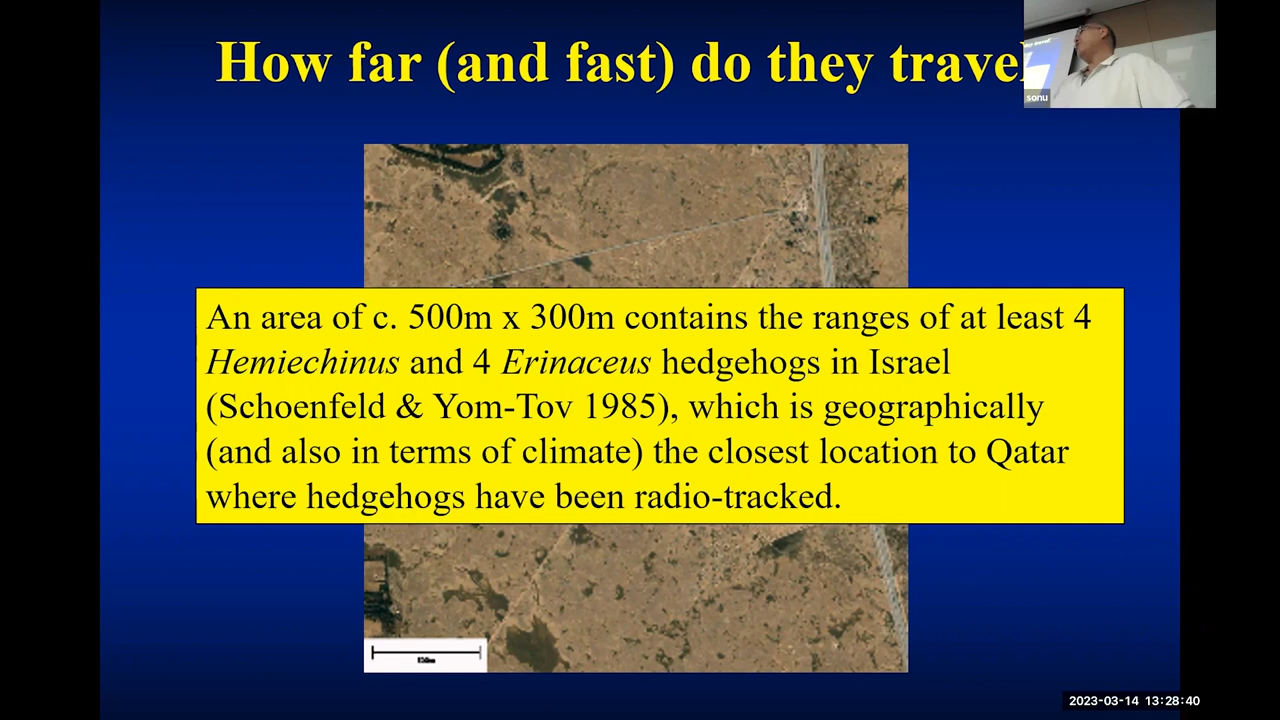 How far (and fast) do they travel
sonu
An area of c. 500m x 300m contains the ranges of at least 4
Hemiechinus and 4 Erinaceus hedgehogs in Israel
(Schoenfeld & Yom-Tov 1985), which is geographically
(and also in terms of climate) the closest location to Qatar
where hedgehogs have been radio-tracked.
2023-03-14 13:28:40